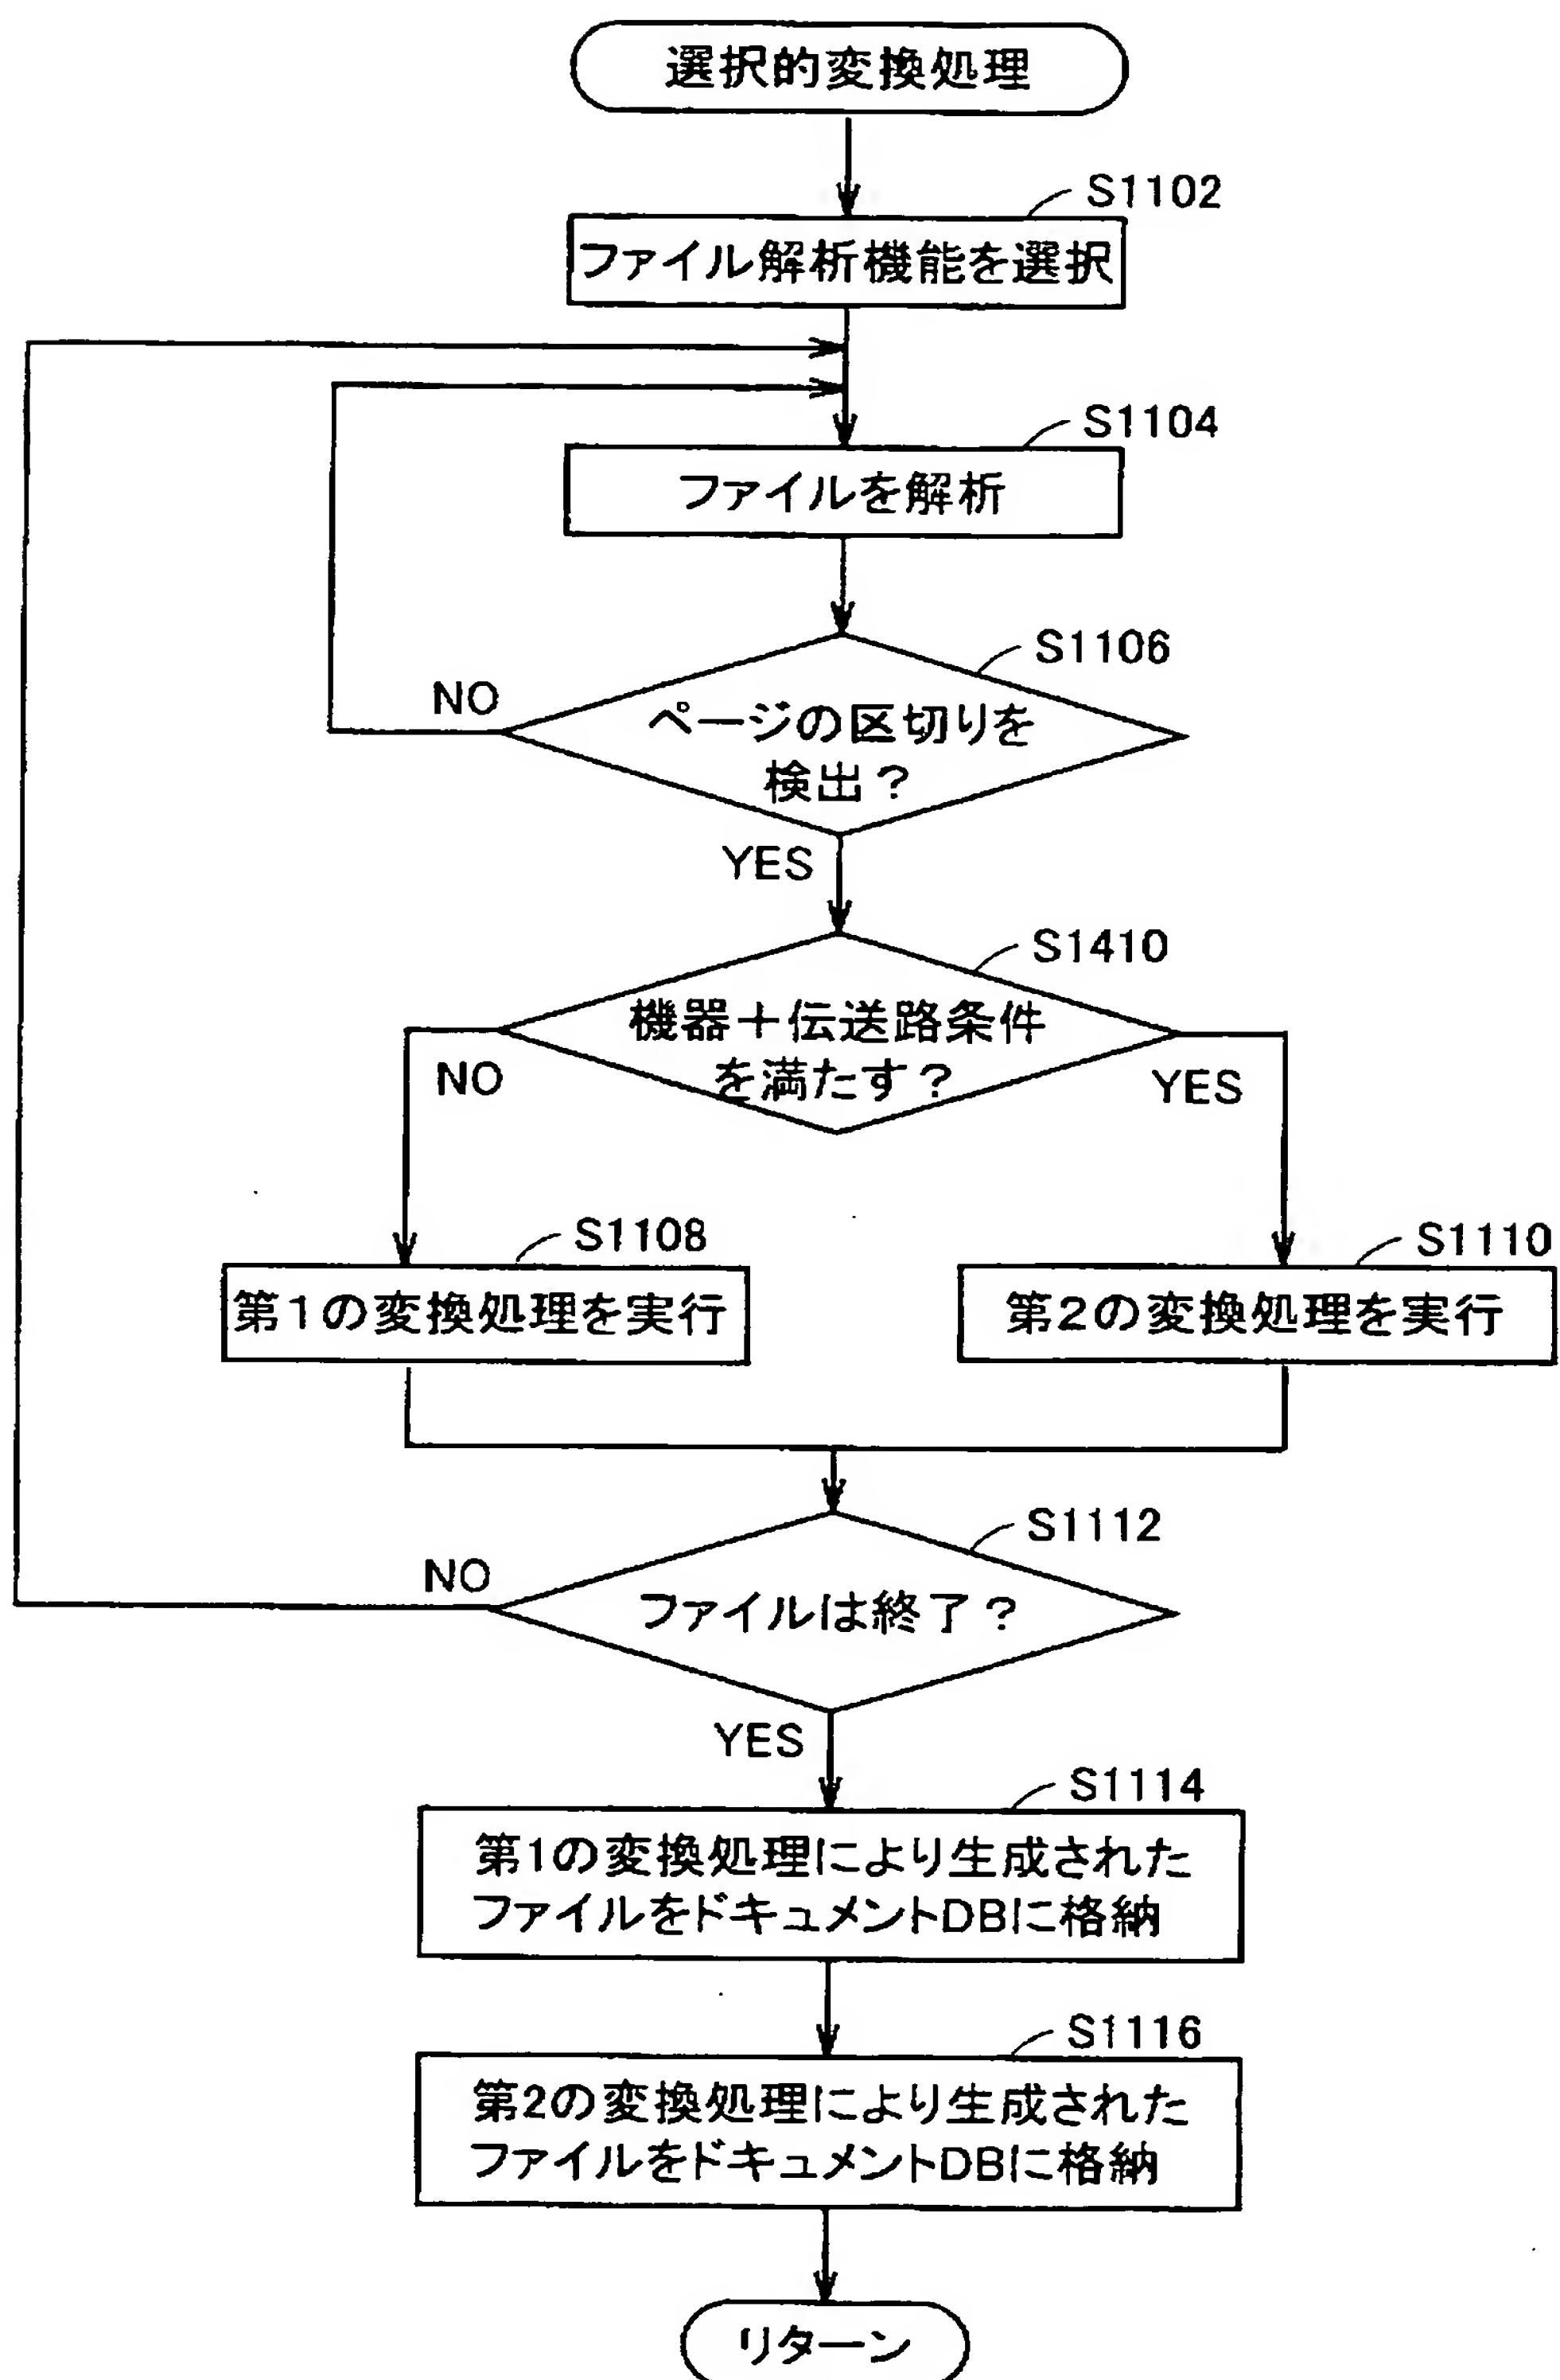 選択的変換処理
S1102
ファイル解析機能を選択
S1104
ファイルを解析
S1106
NO
ページの区切りを
検出？
YES
S1410
機器＋伝送路条件
を満たす？
NO
YES
S1108
S1110
第1の変換処理を実行
第2の変換処理を実行
S1112
NO
ファイルは終了？
YES
S1114
第1の変換処理により生成された
ファイルをドキュメントDBに格納
S1116
第2の変換処理により生成された
ファイルをドキュメントDBに格納
リターン